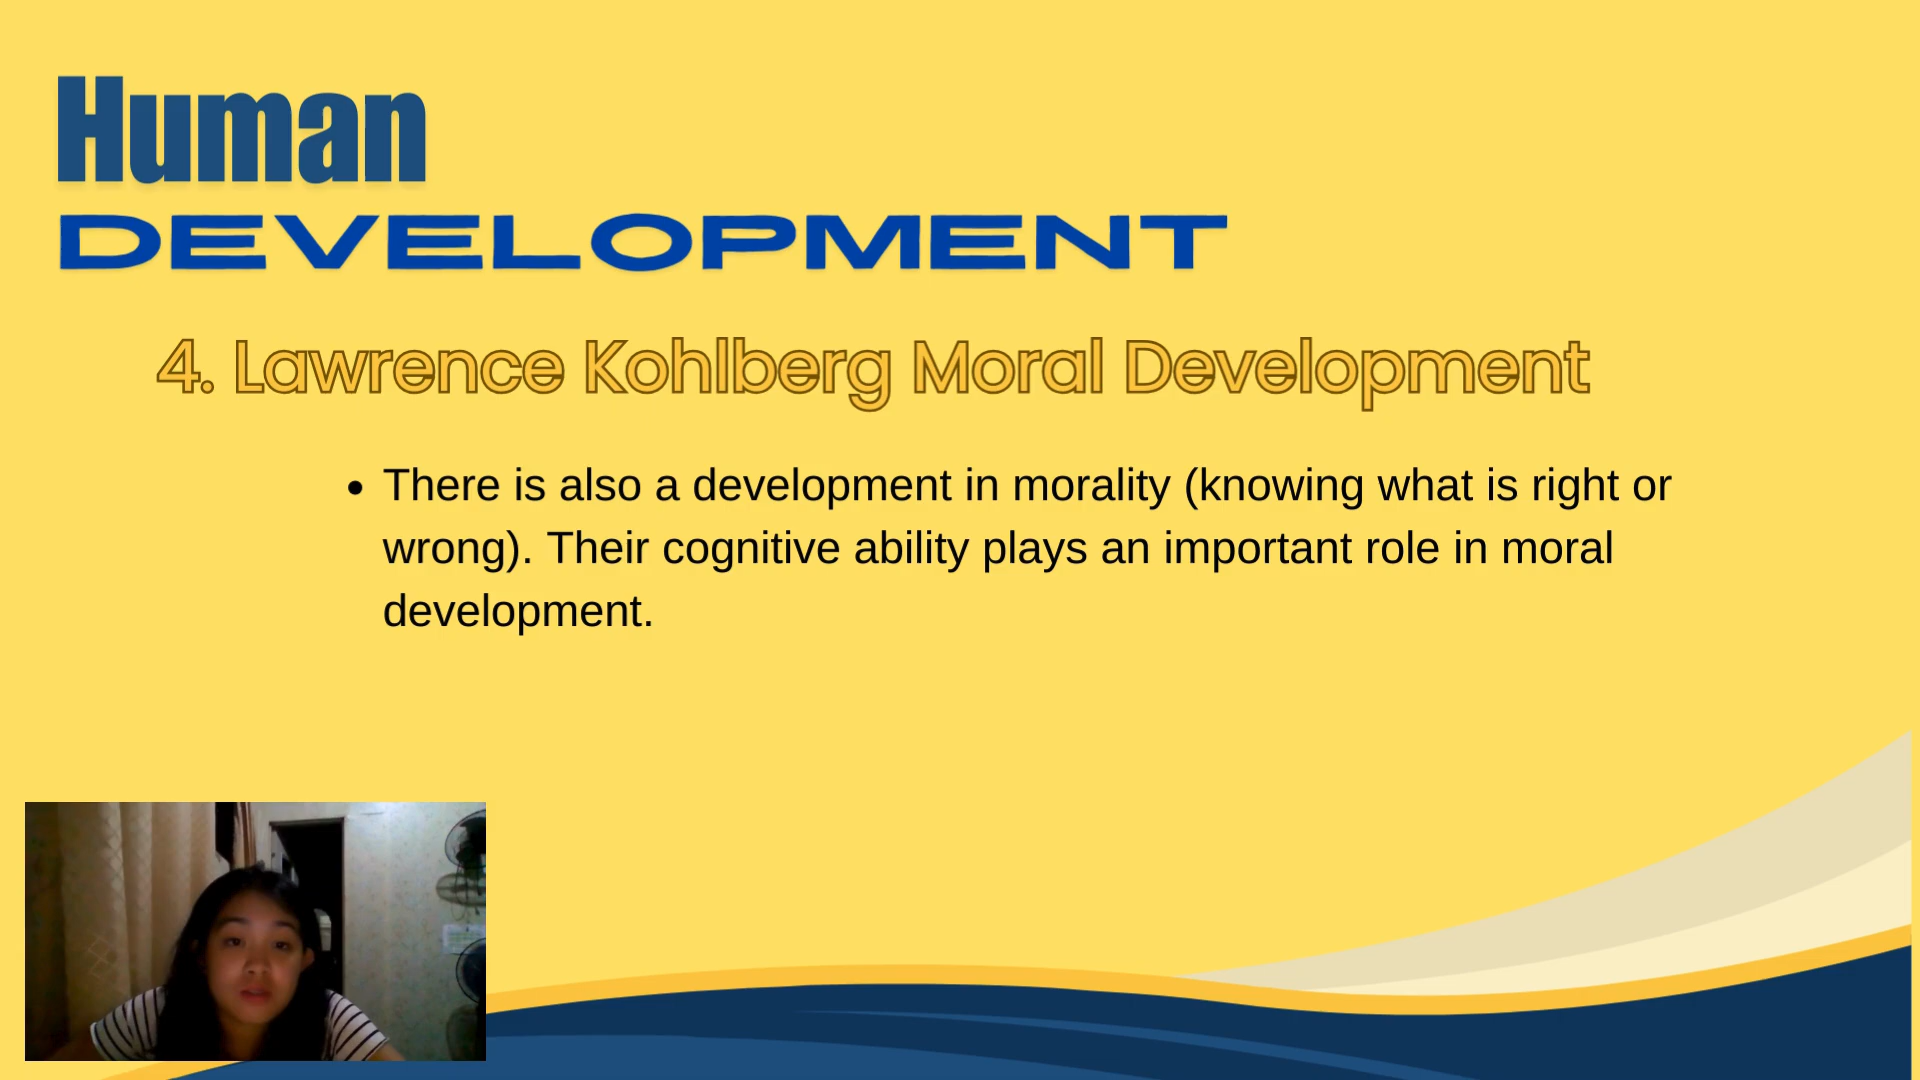 Human
DEVELOPMENT
4. Lawrence Kohlberg Moral Development
• There is also a development in morality (knowing what is right or
wrong). Their cognitive ability plays an important role in moral
development.